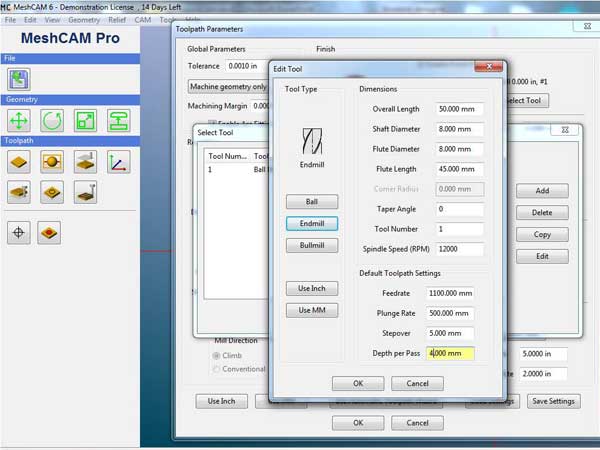 MeshCAM 6 - Demonstration License , 14 Days Left
File Edit View Geometry Relief CAM Tools Help
MeshCAM Pro
File
Geometry
Toolpath
Toolpath Parameters
Global Parameters
Finish
Tolerance 0.0010 in
Machine geometry only
0.000 in, #1
Select Tool
Machining Margin 0.000
Select Tool
Tool Num...
1 Ball
Add
Delete
Copy
Edit
Edit Tool
Tool Type
Endmill
Ball
Endmill
Bullmill
Use Inch
Use MM
Dimensions
Overall Length 50.000 mm
Shaft Diameter 8.000 mm
Flute Diameter 8.000 mm
Flute Length 45.000 mm
Corner Radius 0.000 mm
Taper Angle 0
Tool Number 1
Spindle Speed (RPM) 12000
Default Toolpath Settings
Feedrate 1100.000 mm
Plunge Rate 500.000 mm
Stepover 5.000 mm
Depth per Pass 4.000 mm
OK Cancel
Mill Direction
Climb
Conventional
5.0000 in
2.0000 in
Use Inch
Save Settings
OK Cancel